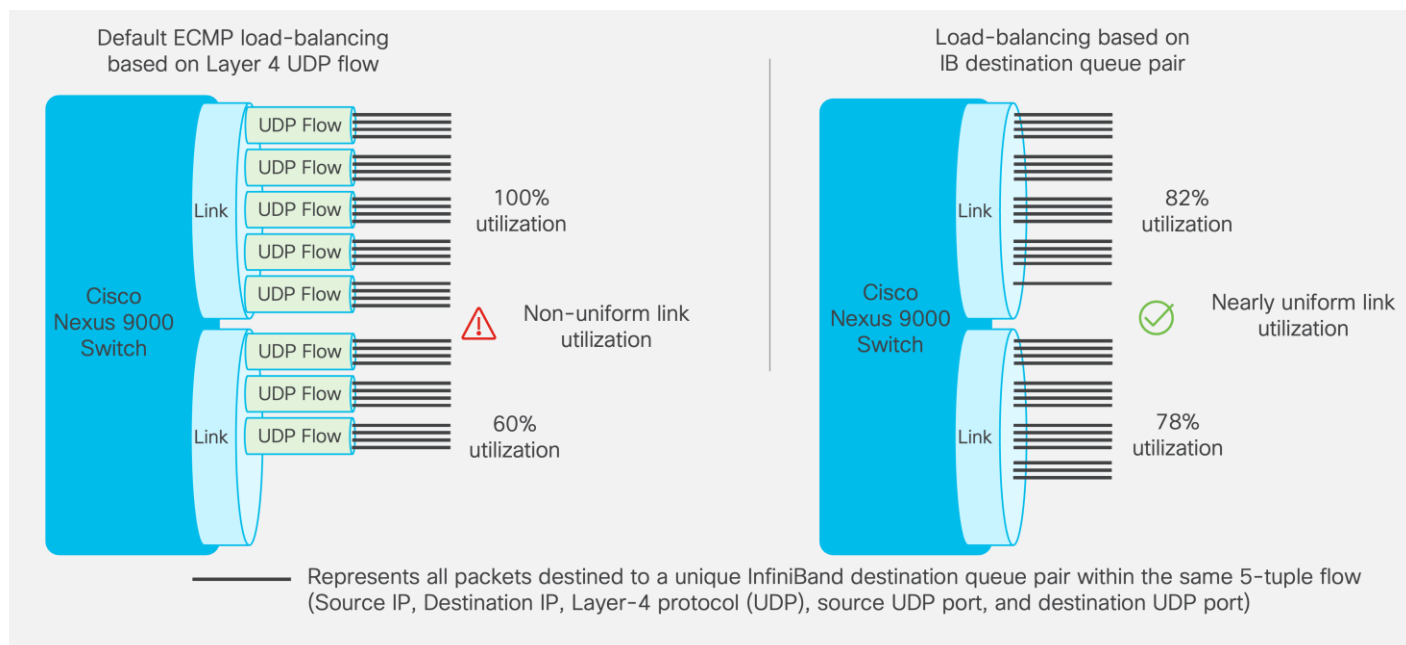 Default ECMP load-balancing
based on Layer 4 UDP flow
UDP Flow
UDP Flow
UDP Flow
UDP Flow
UDP Flow
Link
100%
utilization
Cisco
Nexus 9000
Switch
Non-uniform link
utilization
UDP Flow
UDP Flow
UDP Flow
Link
60%
utilization
Load-balancing based on
IB destination queue pair
Link
82%
utilization
Cisco
Nexus 9000
Switch
Nearly uniform link
utilization
Link
78%
utilization
Represents all packets destined to a unique InfiniBand destination queue pair within the same 5-tuple flow
(Source IP, Destination IP, Layer-4 protocol (UDP), source UDP port, and destination UDP port)